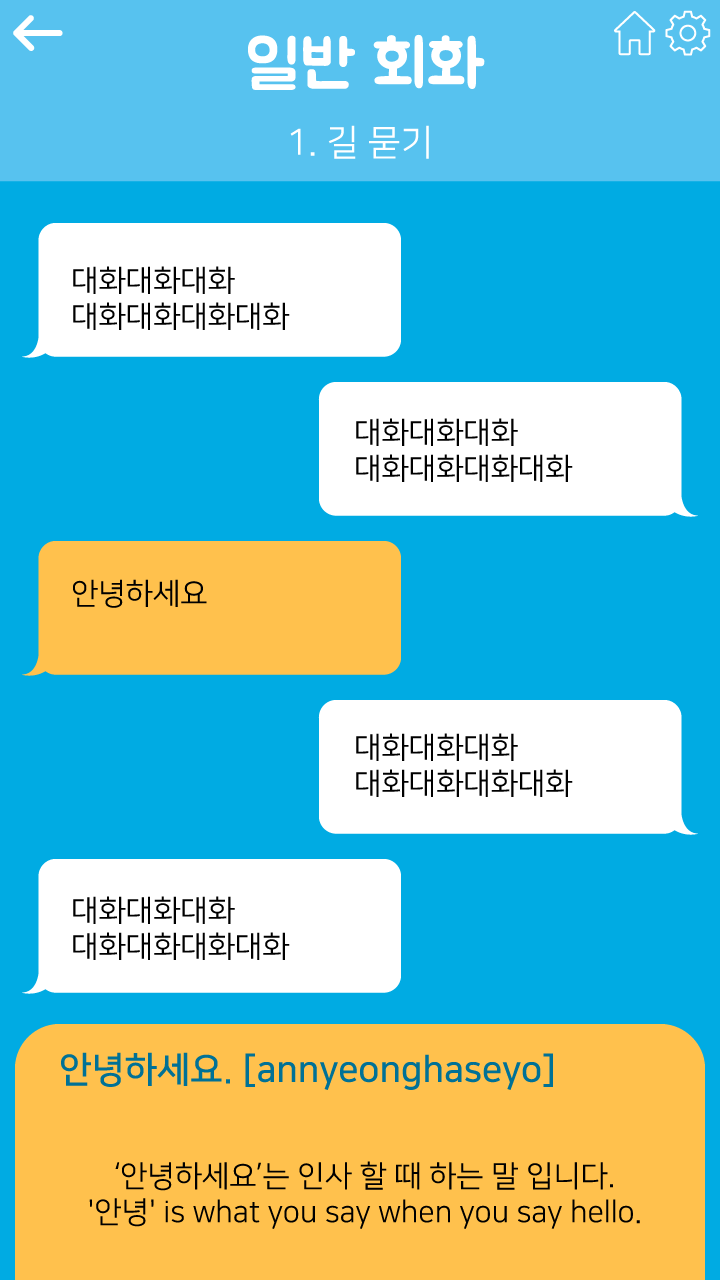 일반 회화
1. 길 묻기
대화대화대화
대화대화대화대화
대화대화대화
대화대화대화대화
안녕하세요
대화대화대화
대화대화대화대화
대화대화대화
대화대화대화대화
안녕하세요. [annyeonghaseyo]
‘안녕하세요’는 인사 할 때 하는 말 입니다.
'안녕' is what you say when you say hello.